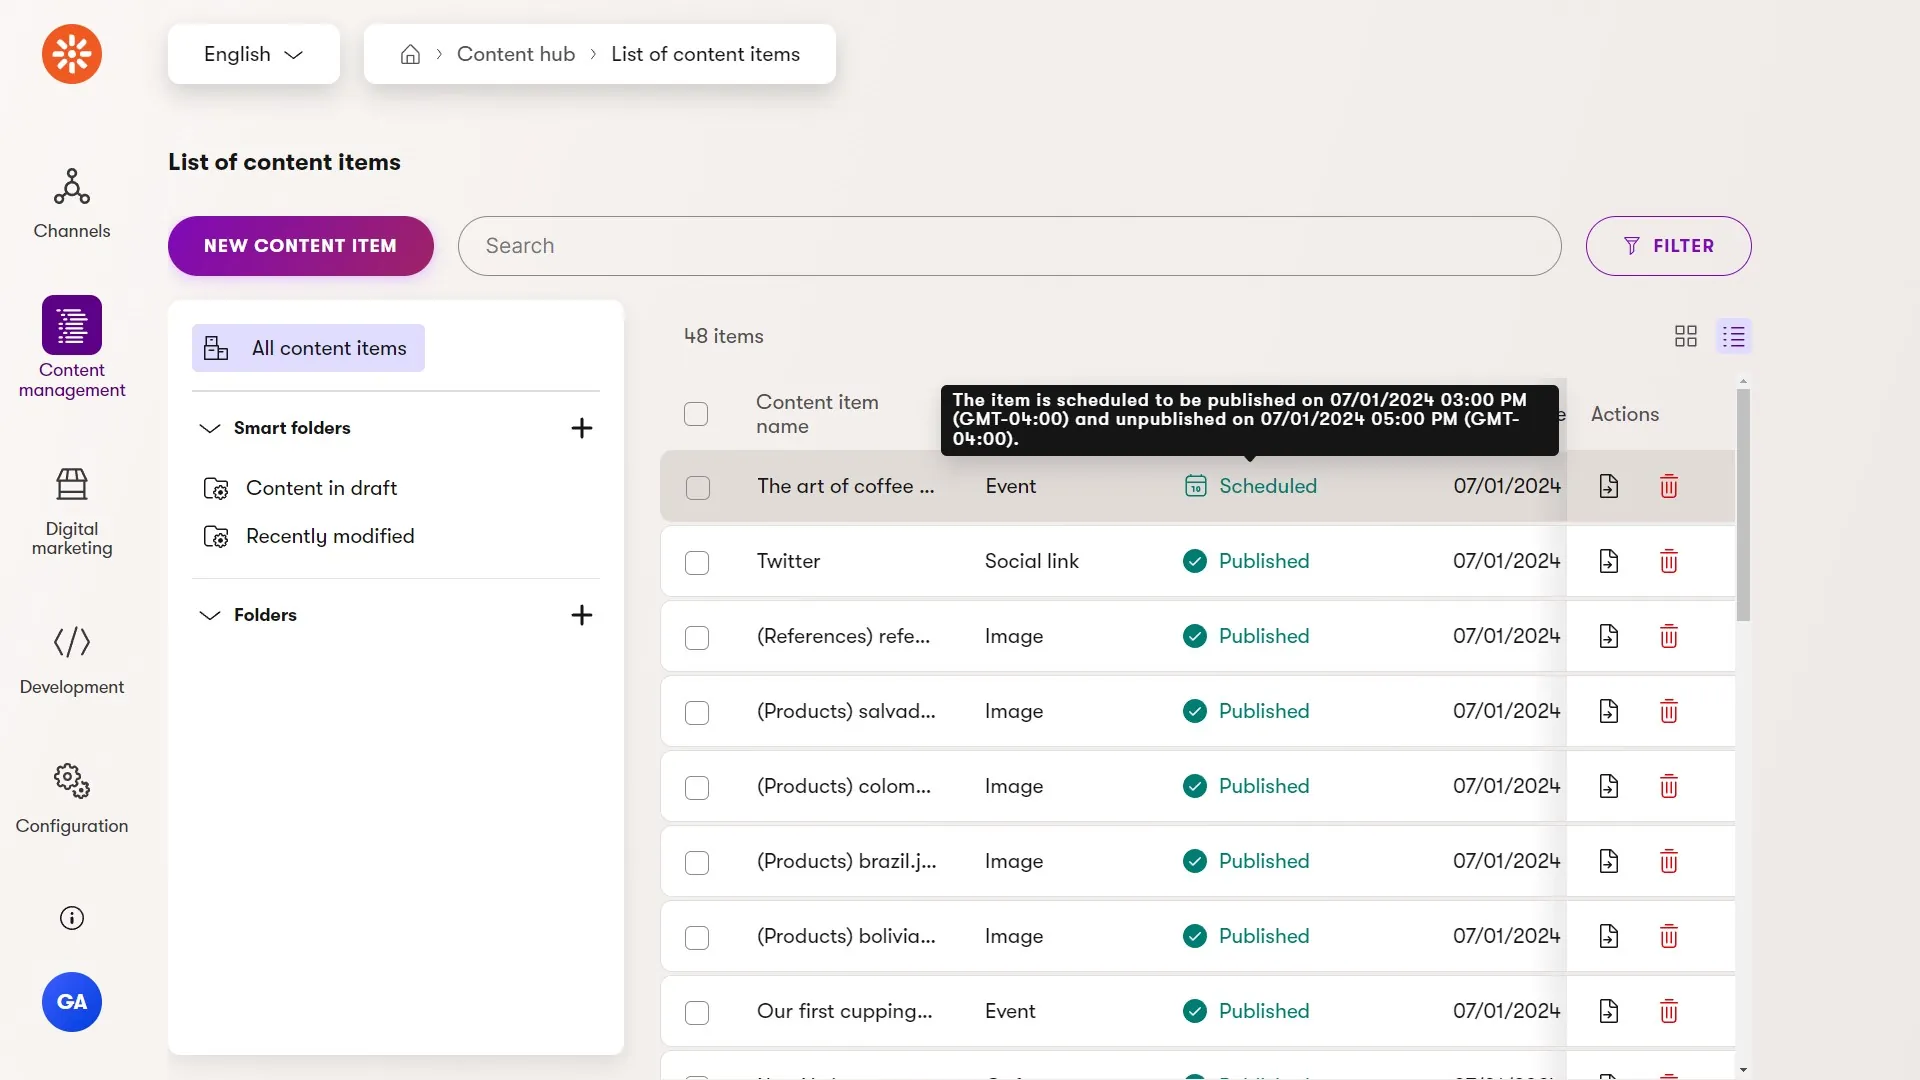 English
Content hub
List of content items
List of content items
Channels
NEW CONTENT ITEM
Search
FILTER
Content
management
All content items
48 items
Smart folders
Content item
name
The item is scheduled to be published on 07/01/2024 03:00 PM
(GMT-04:00) and unpublished on 07/01/2024 05:00 PM (GMT-
04:00).
Actions
Content in draft
Recently modified
Folders
Digital
marketing
Development
Configuration
GA
The art of coffee ... Event 10 Scheduled 07/01/2024
Twitter Social link Published 07/01/2024
(References) refe... Image Published 07/01/2024
(Products) salvad... Image Published 07/01/2024
(Products) colom... Image Published 07/01/2024
(Products) brazil.j... Image Published 07/01/2024
(Products) bolivia... Image Published 07/01/2024
Our first cupping... Event Published 07/01/2024